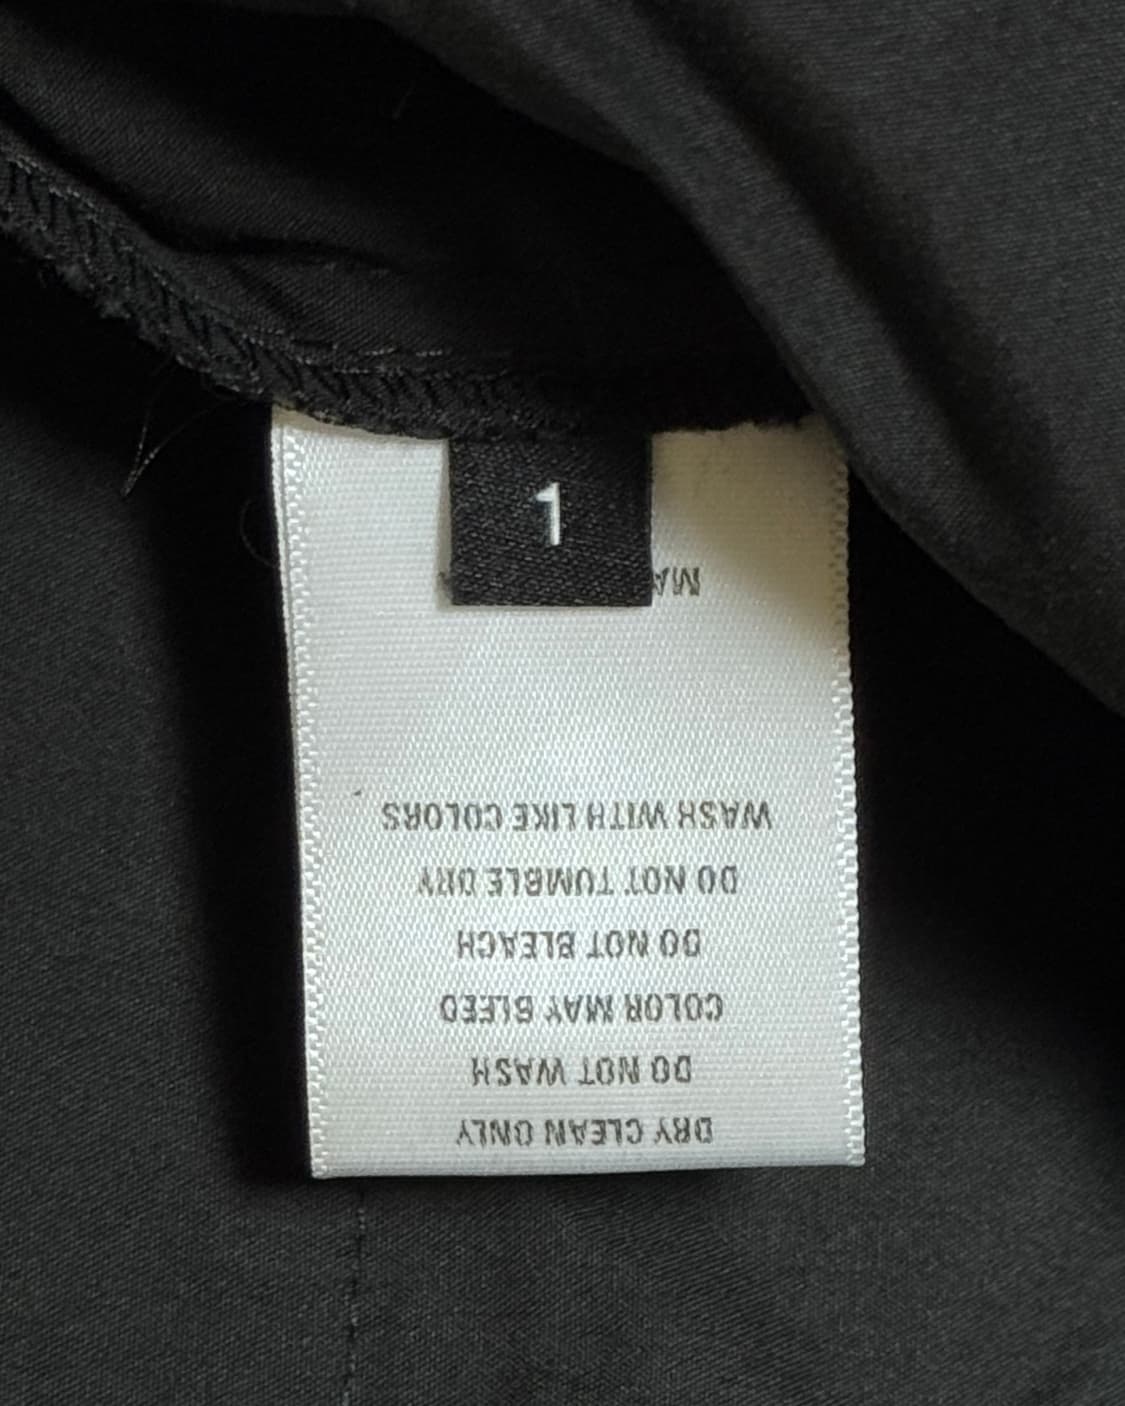 1
DRY CLEAN ONLY
DO NOT WASH
COLOR MAY BLEED
DO NOT BLEACH
DO NOT TUMBLE DRY
WASH WITH LIKE COLORS